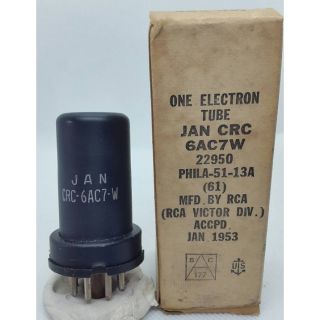 JAN
CRC-6AC7-W
ONE ELECTRON
TUBE
JAN CRC
6AC7W
22950
PHILA-51-13A
(61)
MFD. BY RCA
(RCA VICTOR DIV.)
ACCPD.
JAN 1953
S C
A
177
U S